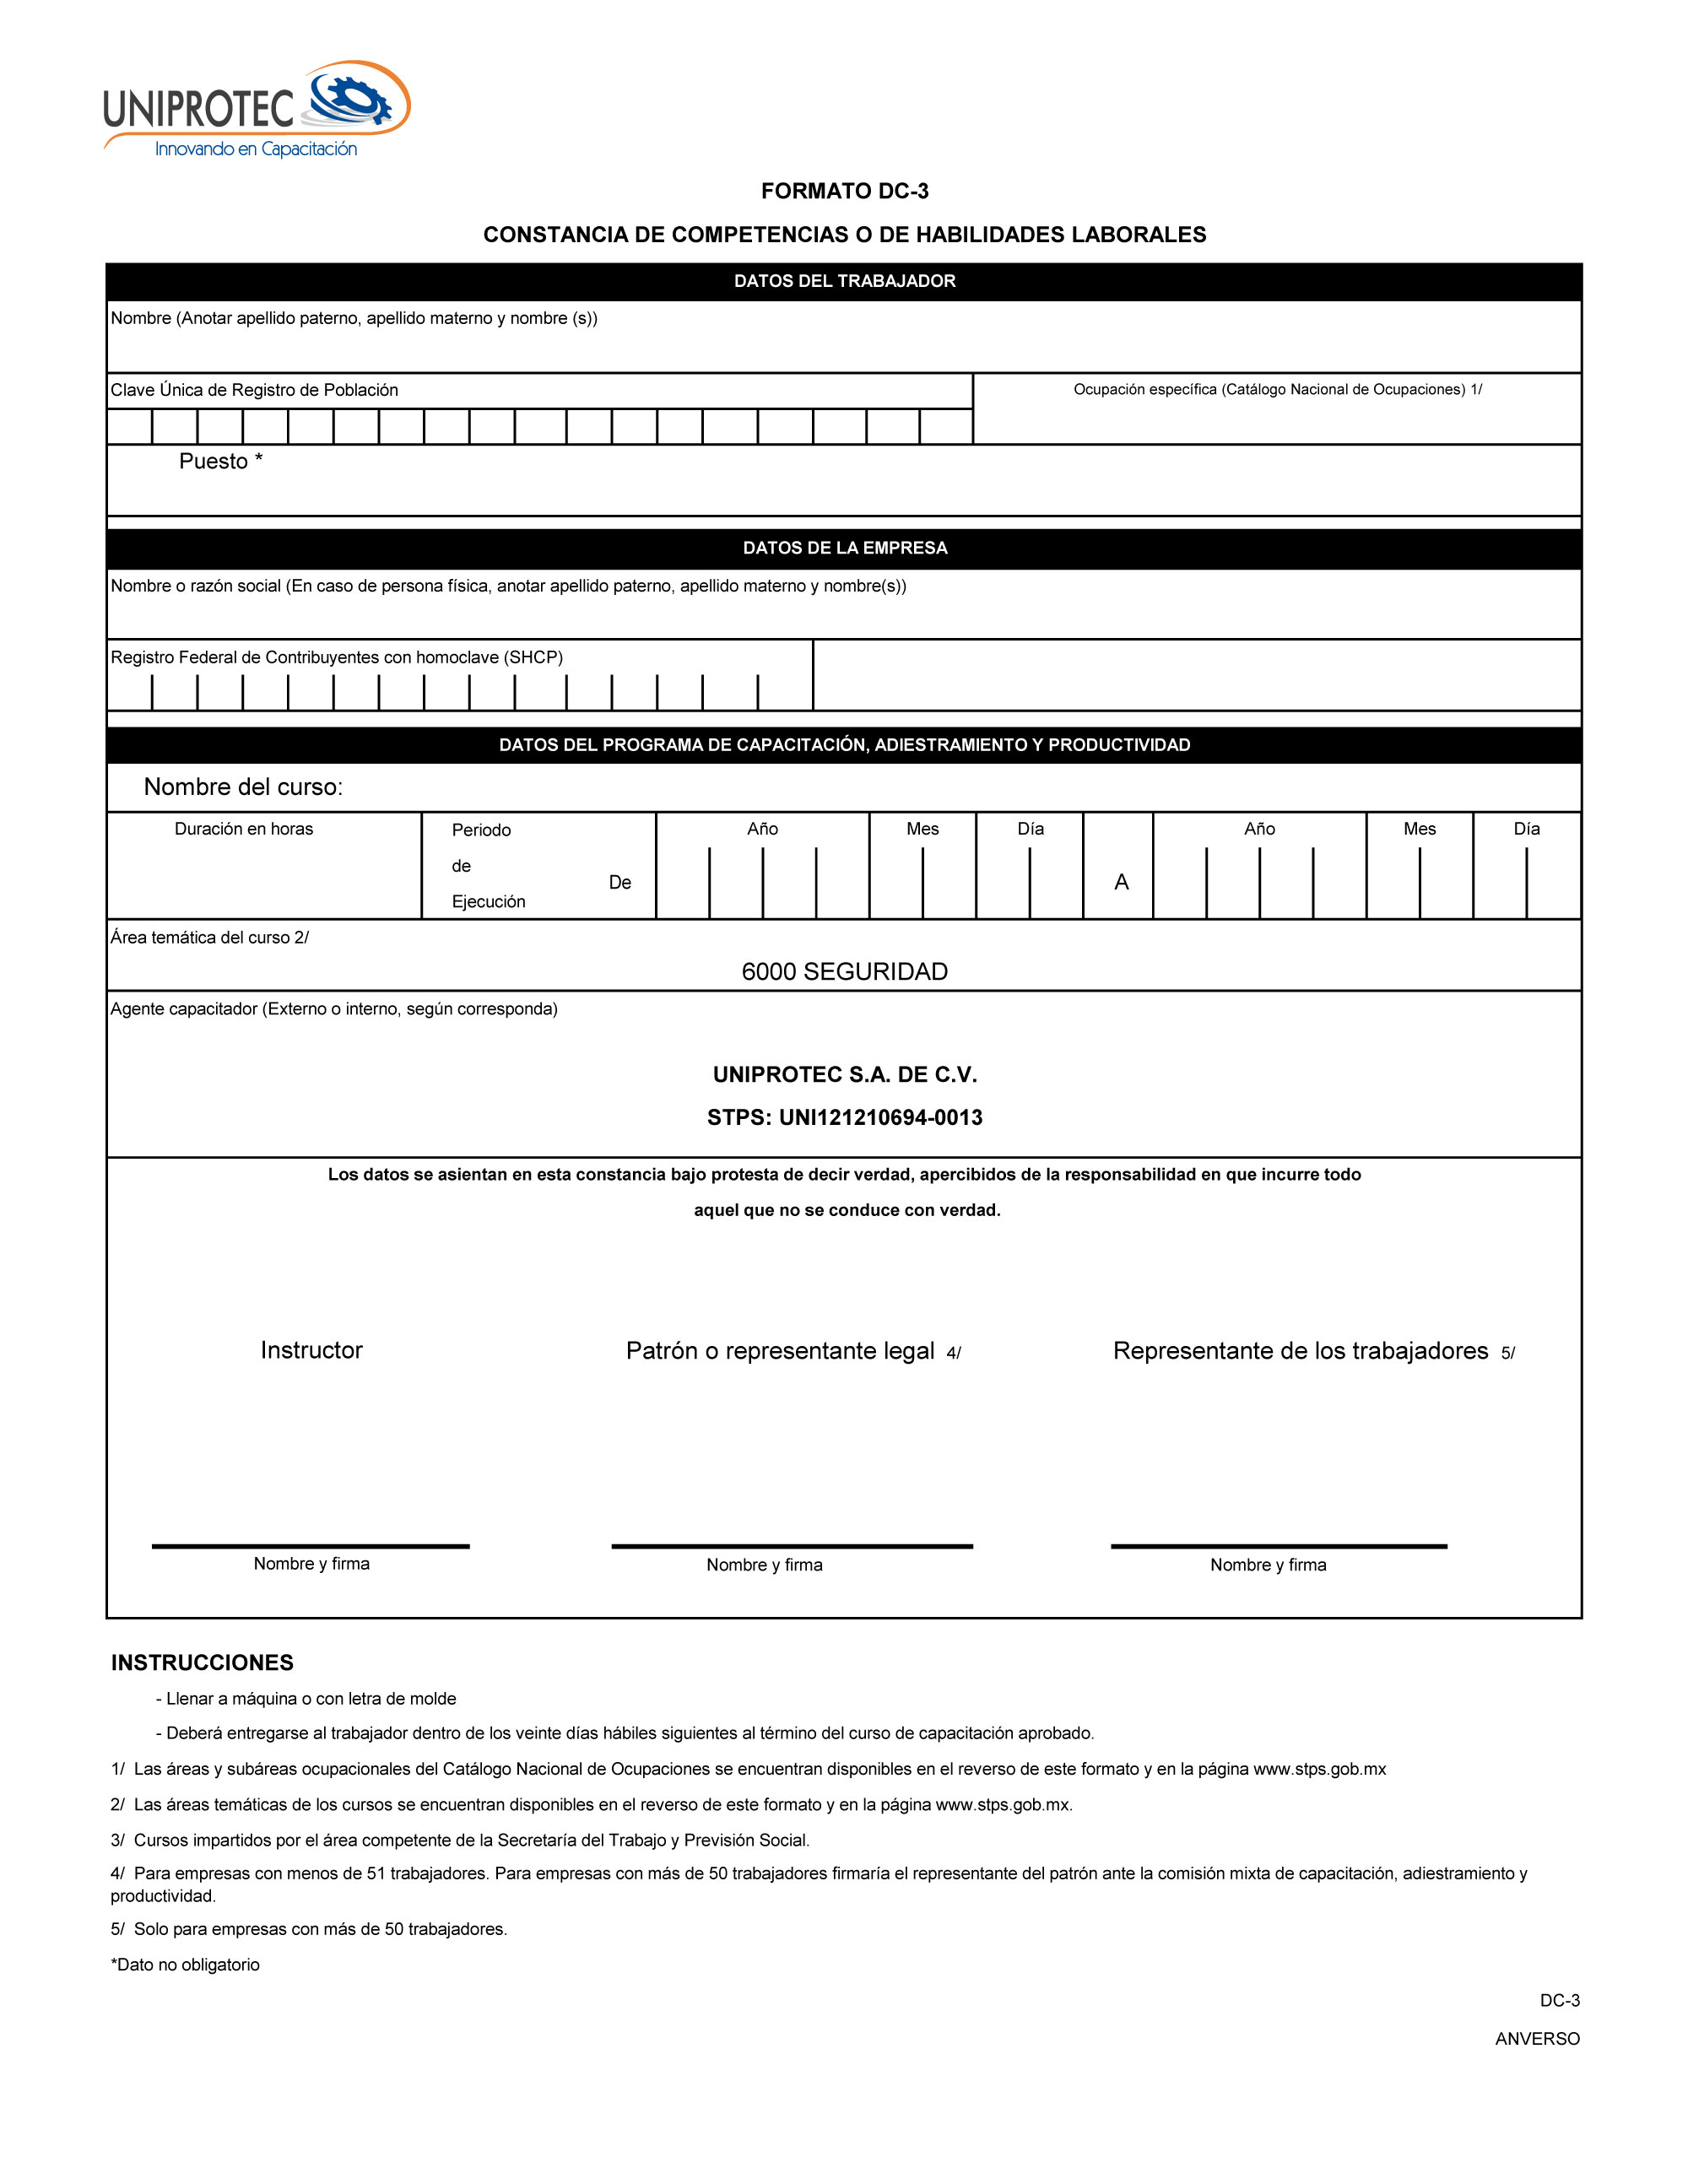 UNIPROTEC
Innovando en Capacitación
FORMATO DC-3
CONSTANCIA DE COMPETENCIAS O DE HABILIDADES LABORALES
DATOS DEL TRABAJADOR
Nombre (Anotar apellido paterno, apellido materno y nombre (s))
Clave Única de Registro de Población
Ocupación específica (Catálogo Nacional de Ocupaciones) 1/
Puesto *
DATOS DE LA EMPRESA
Nombre o razón social (En caso de persona física, anotar apellido paterno, apellido materno y nombre(s))
Registro Federal de Contribuyentes con homoclave (SHCP)
DATOS DEL PROGRAMA DE CAPACITACIÓN, ADIESTRAMIENTO Y PRODUCTIVIDAD
Nombre del curso:
Duración en horas
Periodo
de
Ejecución
De
Año Mes Día
A
Año Mes Día
Área temática del curso 2/
6000 SEGURIDAD
Agente capacitador (Externo o interno, según corresponda)
UNIPROTEC S.A. DE C.V.
STPS: UNI121210694-0013
Los datos se asientan en esta constancia bajo protesta de decir verdad, apercibidos de la responsabilidad en que incurre todo
aquel que no se conduce con verdad.
Instructor Patrón o representante legal 4/ Representante de los trabajadores 5/
Nombre y firma Nombre y firma Nombre y firma
INSTRUCCIONES
- Llenar a máquina o con letra de molde
- Deberá entregarse al trabajador dentro de los veinte días hábiles siguientes al término del curso de capacitación aprobado.
1/ Las áreas y subáreas ocupacionales del Catálogo Nacional de Ocupaciones se encuentran disponibles en el reverso de este formato y en la página www.stps.gob.mx
2/ Las áreas temáticas de los cursos se encuentran disponibles en el reverso de este formato y en la página www.stps.gob.mx.
3/ Cursos impartidos por el área competente de la Secretaría del Trabajo y Previsión Social.
4/ Para empresas con menos de 51 trabajadores. Para empresas con más de 50 trabajadores firmaría el representante del patrón ante la comisión mixta de capacitación, adiestramiento y
productividad.
5/ Solo para empresas con más de 50 trabajadores.
*Dato no obligatorio
DC-3
ANVERSO